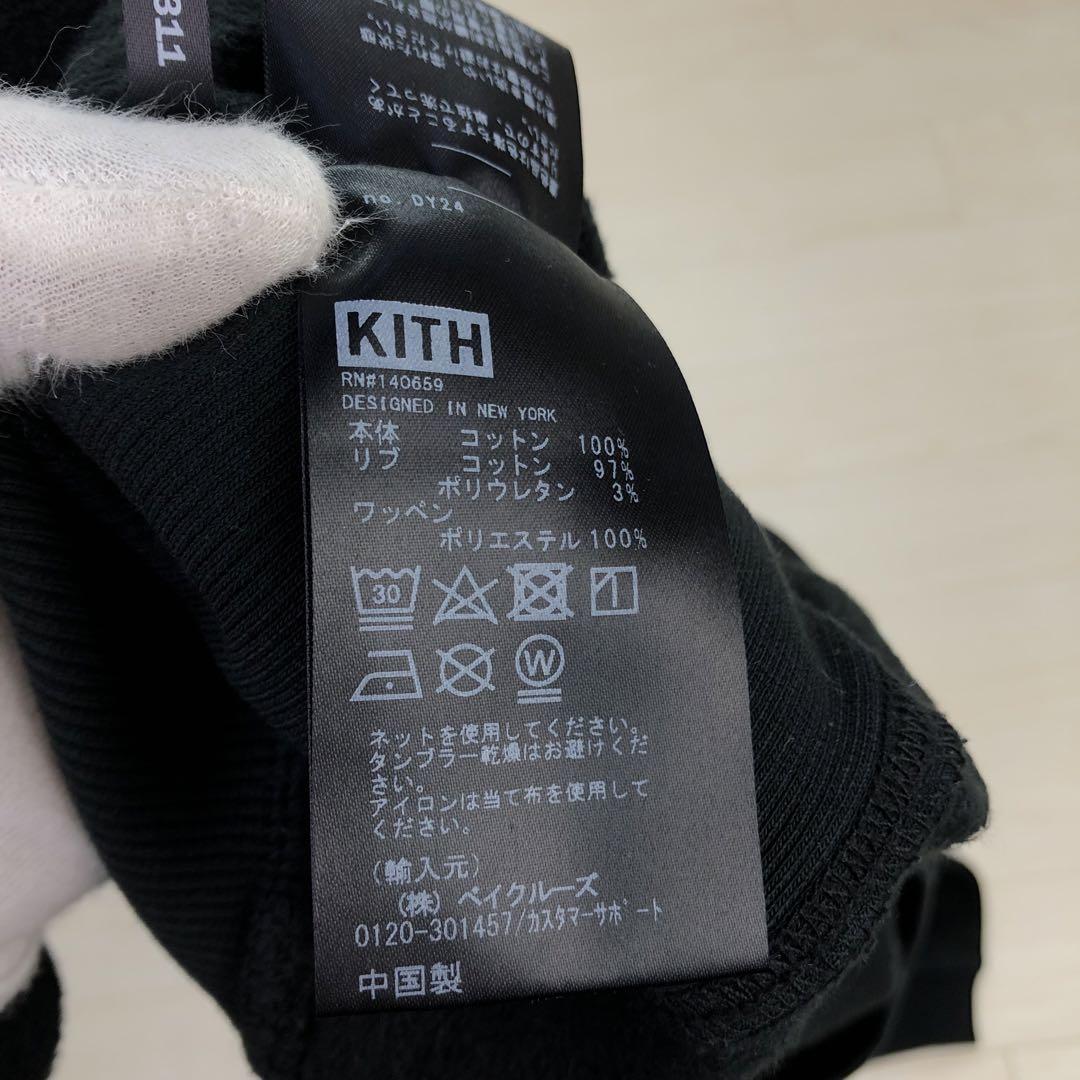 311
no. DY24
KITH
RN#140659
DESIGNED IN NEW YORK
本体 コットン 100%
リブ コットン 97%
ポリウレタン 3%
ワッペン
ポリエステル 100%
30
W
ネットを使用してください。
タンブラー乾燥はお避けくだ
さい。
アイロンは当て布を使用して
ください。
(輸入元)
(株) ベイクルーズ
0120-301457/カスタマーサポート
中国製